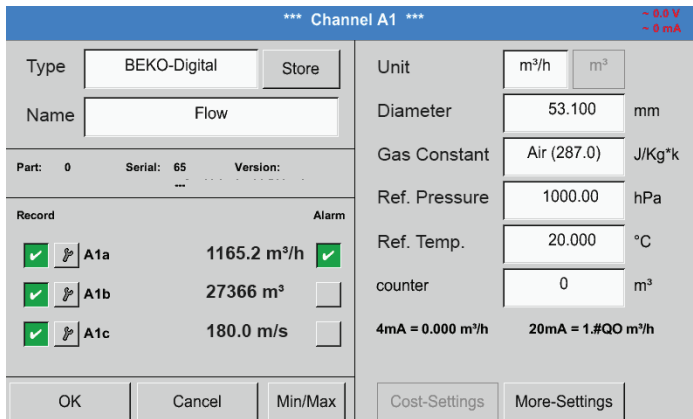 *** Channel A1 ***
~ 0.0 V
~ 0 mA
Type BEKO-Digital Store
Name Flow
Part: 0 Serial: 65 Version:
---
Record Alarm
A1a 1165.2 m³/h
A1b 27366 m³
A1c 180.0 m/s
OK Cancel Min/Max
Unit m³/h m³
Diameter 53.100 mm
Gas Constant Air (287.0) J/Kg*k
Ref. Pressure 1000.00 hPa
Ref. Temp. 20.000 °C
counter 0 m³
4mA = 0.000 m³/h 20mA = 1.#QO m³/h
Cost-Settings More-Settings